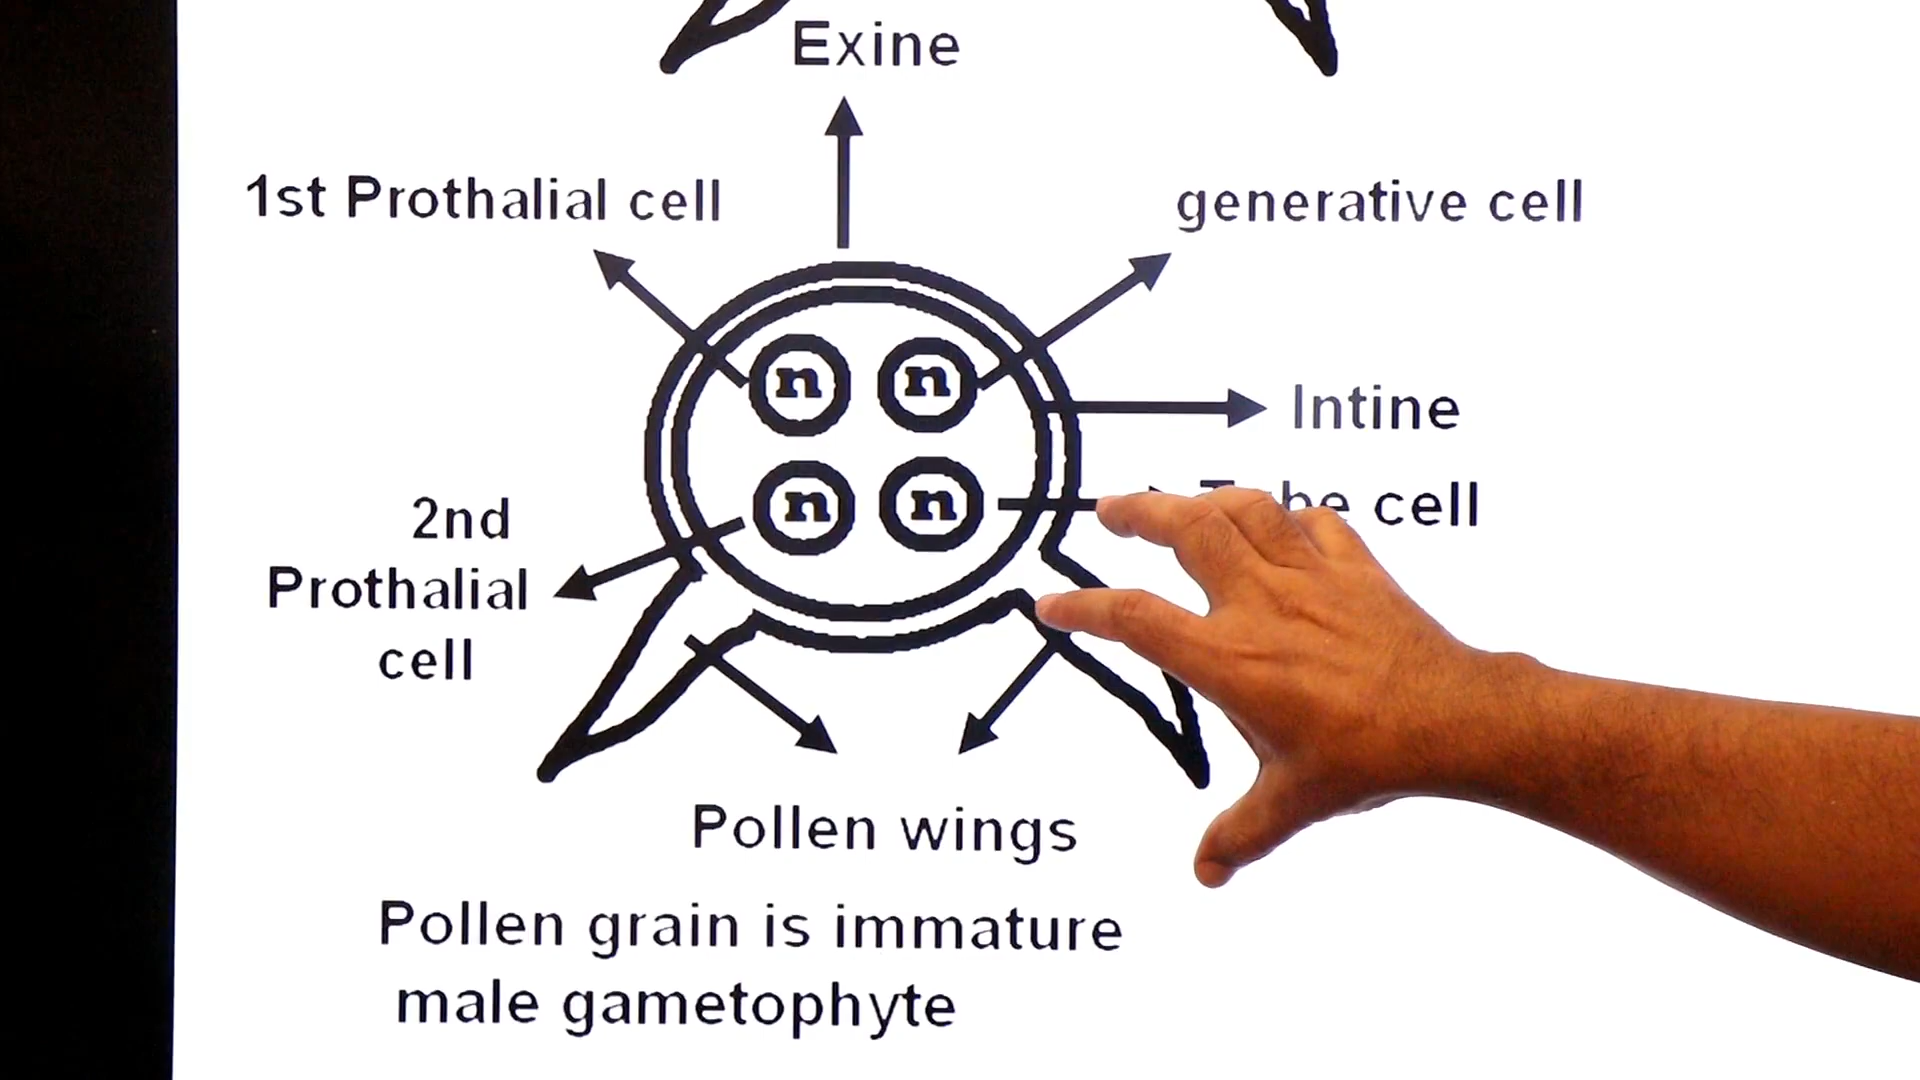 Exine
1st Prothalial cell
generative cell
n n
Intine
2nd
Prothalial
cell
n n
cell
Pollen wings
Pollen grain is immature
male gametophyte